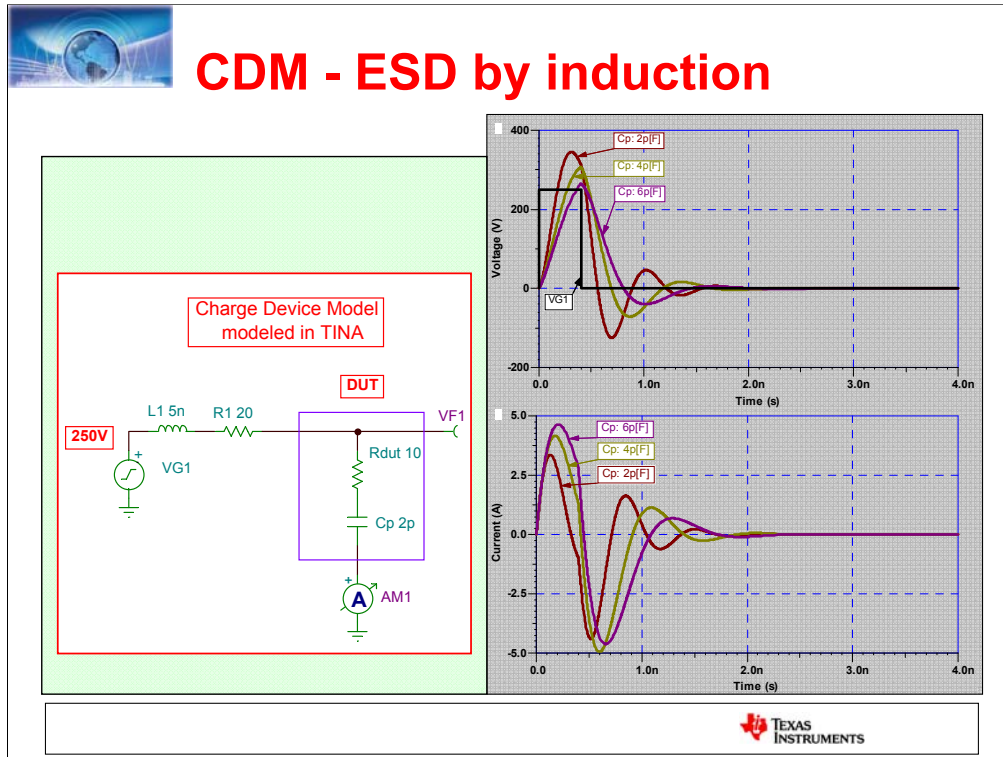 CDM - ESD by induction
Charge Device Model
modeled in TINA
DUT
L1 5n
R1 20
VF1
250V
VG1
Rdut 10
Cp 2p
+
+
A
AM1
400
200
0
-200
Voltage (V)
Cp: 2p[F]
Cp: 4p[F]
Cp: 6p[F]
VG1
0.0
1.0n
2.0n
3.0n
4.0n
Time (s)
5.0
2.5
0.0
-2.5
-5.0
Current (A)
Cp: 6p[F]
Cp: 4p[F]
Cp: 2p[F]
0.0
1.0n
2.0n
3.0n
4.0n
Time (s)
TEXAS
INSTRUMENTS